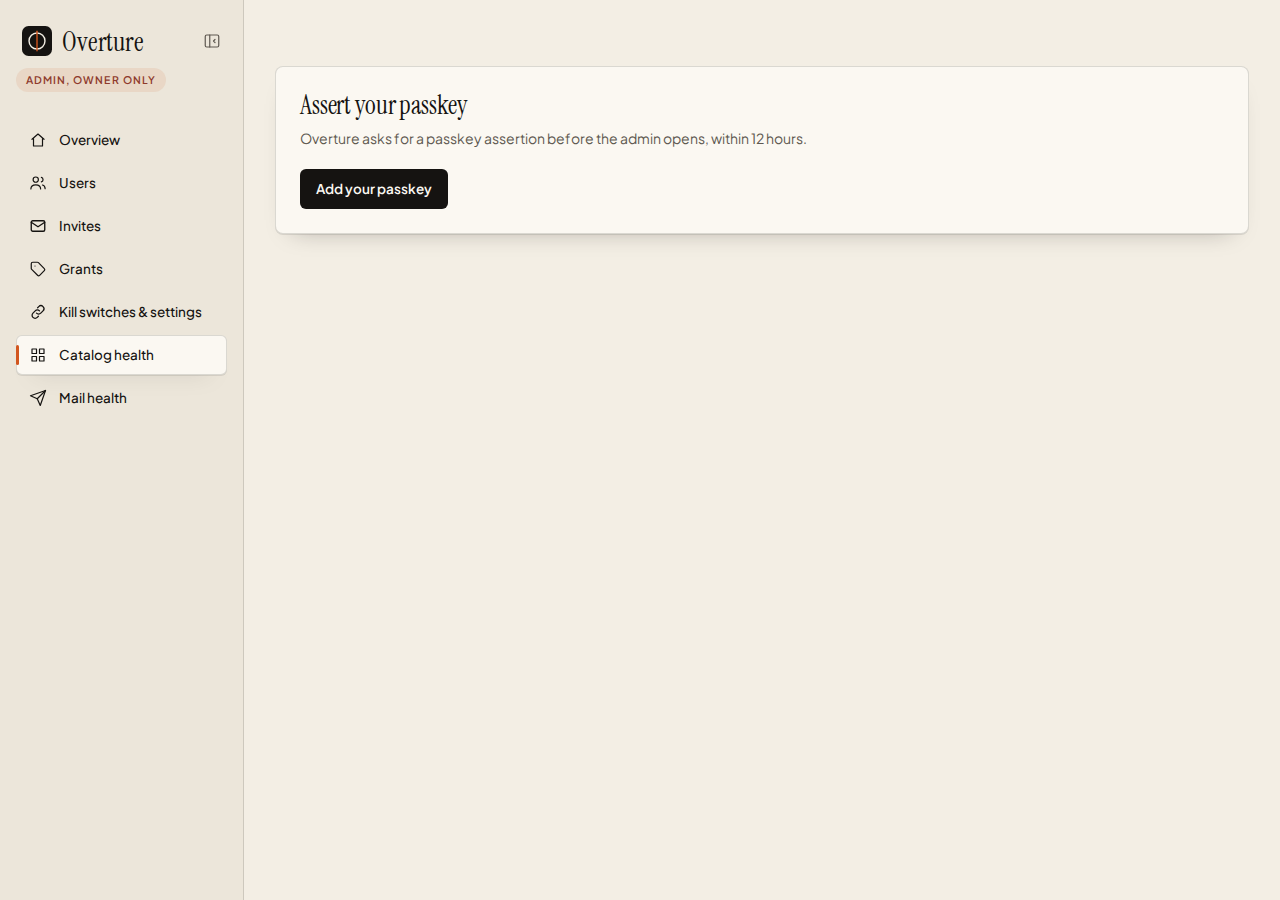 Overture
ADMIN, OWNER ONLY
Overview
Users
Invites
Grants
Kill switches & settings
Catalog health
Mail health
Assert your passkey
Overture asks for a passkey assertion before the admin opens, within 12 hours.
Add your passkey